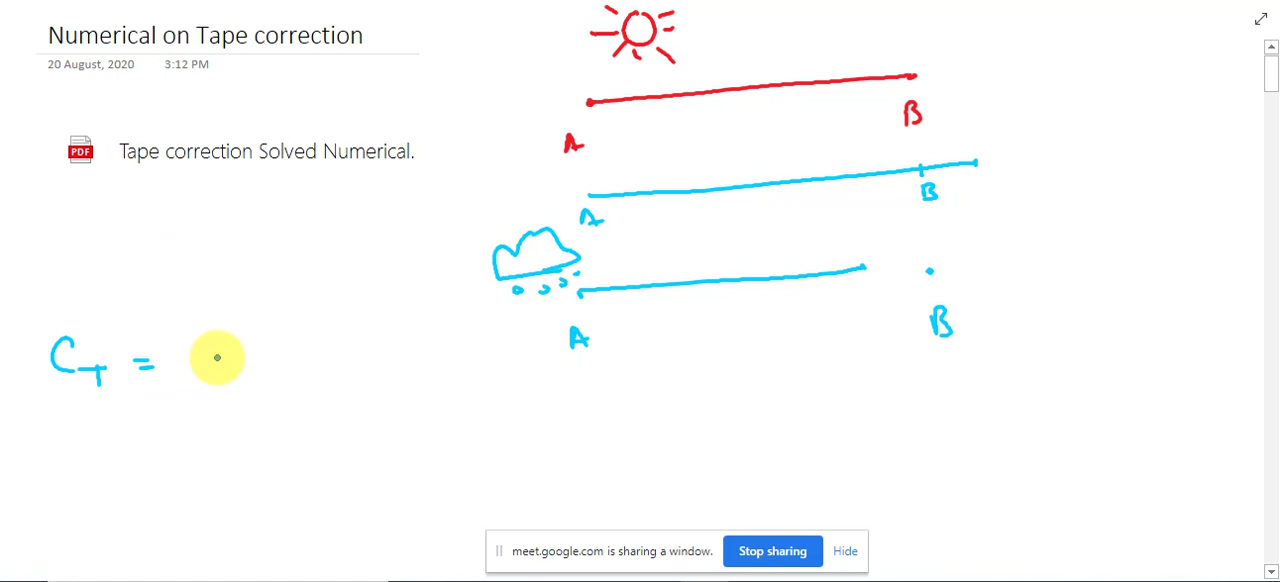 Numerical on Tape correction
20 August, 2020 3:12 PM
PDF Tape correction Solved Numerical.
A B
A B
A B
C_T =
meet.google.com is sharing a window. Stop sharing Hide